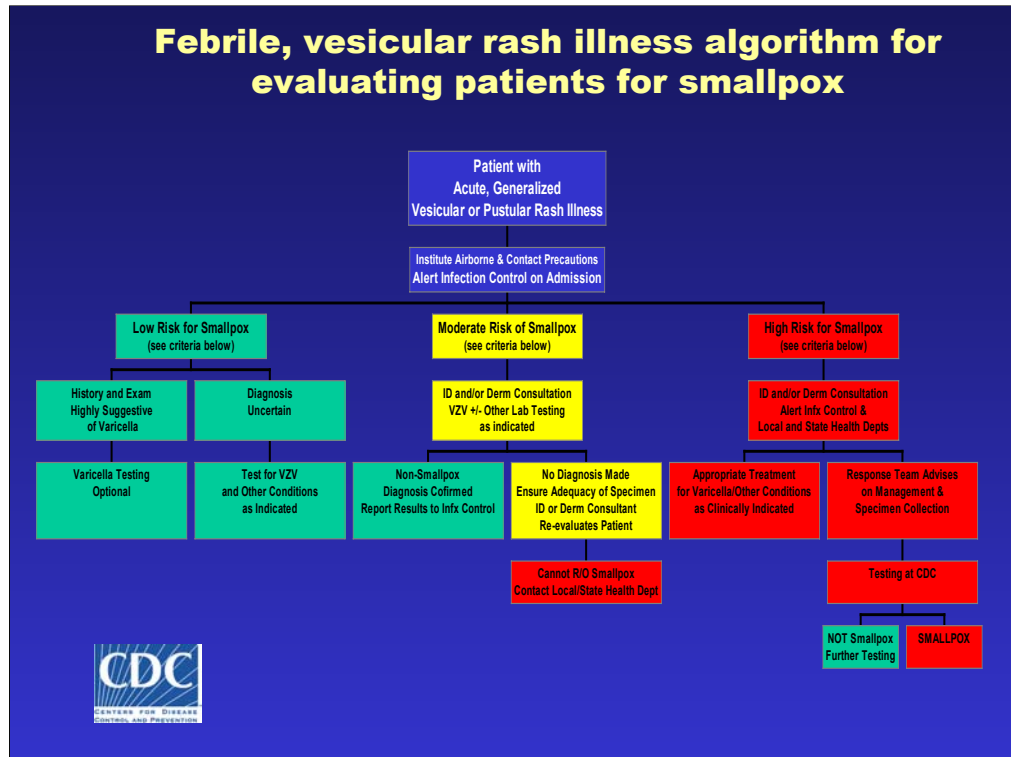 Febrile, vesicular rash illness algorithm for
evaluating patients for smallpox
Patient with
Acute, Generalized
Vesicular or Pustular Rash Illness
Institute Airborne & Contact Precautions
Alert Infection Control on Admission
Low Risk for Smallpox
(see criteria below)
Moderate Risk of Smallpox
(see criteria below)
High Risk for Smallpox
(see criteria below)
History and Exam
Highly Suggestive
of Varicella
Diagnosis
Uncertain
ID and/or Derm Consultation
VZV +/- Other Lab Testing
as indicated
ID and/or Derm Consultation
Alert Infx Control &
Local and State Health Depts
Varicella Testing
Optional
Test for VZV
and Other Conditions
as Indicated
Non-Smallpox
Diagnosis Cofirmed
Report Results to Infx Control
No Diagnosis Made
Ensure Adequacy of Specimen
ID or Derm Consultant
Re-evaluates Patient
Appropriate Treatment
for Varicella/Other Conditions
as Clinically Indicated
Response Team Advises
on Management &
Specimen Collection
Cannot R/O Smallpox
Contact Local/State Health Dept
Testing at CDC
NOT Smallpox
Further Testing
SMALLPOX
CDC
CENTERS FOR DISEASE
CONTROL AND PREVENTION